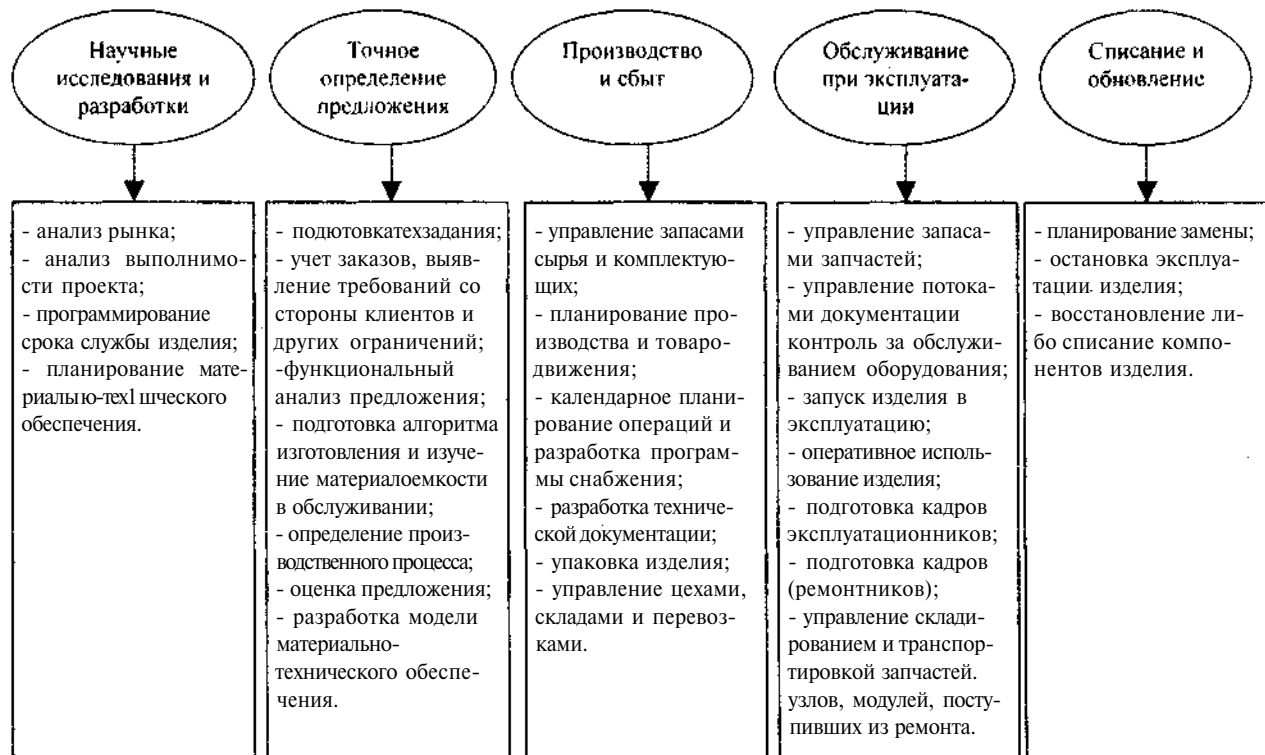 Научные
исследования и
разработки
Точное
определение
предложения
Производство
и сбыт
Обслуживание
при эксплуата-
ции
Списание и
обновление
- анализ рынка;
- анализ выполнимо-
сти проекта;
- программирование
срока службы изделия;
- планирование мате-
риалыю-тех1 шческого
обеспечения.
- подютовкатехзадания;
- учет заказов, выяв-
ление требований со
стороны клиентов и
других ограничений;
-функциональный
анализ предложения;
- подготовка алгоритма
изготовления и изуче-
ние материалоемкости
в обслуживании;
- определение произ-
водственного процесса;
- оценка предложения;
- разработка модели
материально-
технического обеспе-
чения.
- управление запасами
сырья и комплектую-
щих;
- планирование про-
изводства и товаро-
движения;
- календарное плани-
рование операций и
разработка програм-
мы снабжения;
- разработка техниче-
ской документации;
- упаковка изделия;
- управление цехами,
складами и перевоз-
ками.
- управление запаса-
ми запчастей;
- управление потока-
ми документации
контроль за обслужи-
ванием оборудования;
- запуск изделия в
эксплуатацию;
- оперативное исполь-
зование изделия;
- подготовка кадров
эксплуатационников;
- подготовка кадров
(ремонтников);
- управление склади-
рованием и транспор-
тировкой запчастей.
узлов, модулей, посту-
пивших из ремонта.
- планирование замены;
- остановка эксплуа-
тации изделия;
- восстановление ли-
бо списание компо-
нентов изделия.